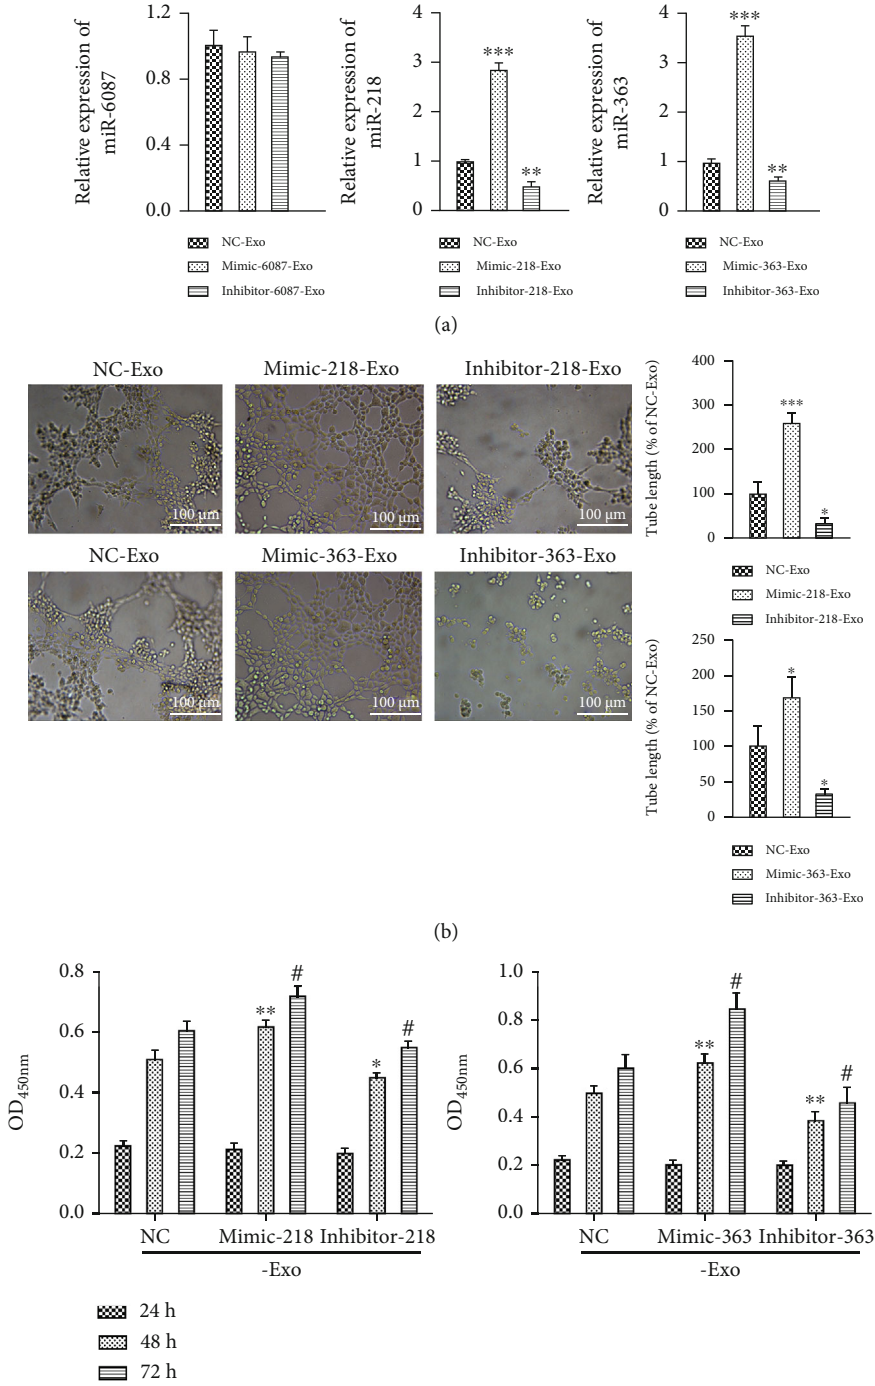 Relative expression of
miR-6087
1.2
0.8
0.4
0.0
NC-Exo
Mimic-6087-Exo
Inhibitor-6087-Exo
Relative expression of
miR-218
4
3
2
1
0
***
**
NC-Exo
Mimic-218-Exo
Inhibitor-218-Exo
Relative expression of
miR-363
4
3
2
1
0
***
**
NC-Exo
Mimic-363-Exo
Inhibitor-363-Exo
(a)
NC-Exo
Mimic-218-Exo
Inhibitor-218-Exo
100 μm
100 μm
100 μm
NC-Exo
Mimic-363-Exo
Inhibitor-363-Exo
100 μm
100 μm
100 μm
Tube length (% of NC-Exo)
400
300
200
100
0
***
*
NC-Exo
Mimic-218-Exo
Inhibitor-218-Exo
Tube length (% of NC-Exo)
250
200
150
100
50
0
*
*
NC-Exo
Mimic-363-Exo
Inhibitor-363-Exo
(b)
OD450nm
0.8
0.6
0.4
0.2
0.0
**
#
*
#
NC
Mimic-218
Inhibitor-218
-Exo
OD450nm
1.0
0.8
0.6
0.4
0.2
0.0
**
#
**
#
NC
Mimic-363
Inhibitor-363
-Exo
24 h
48 h
72 h